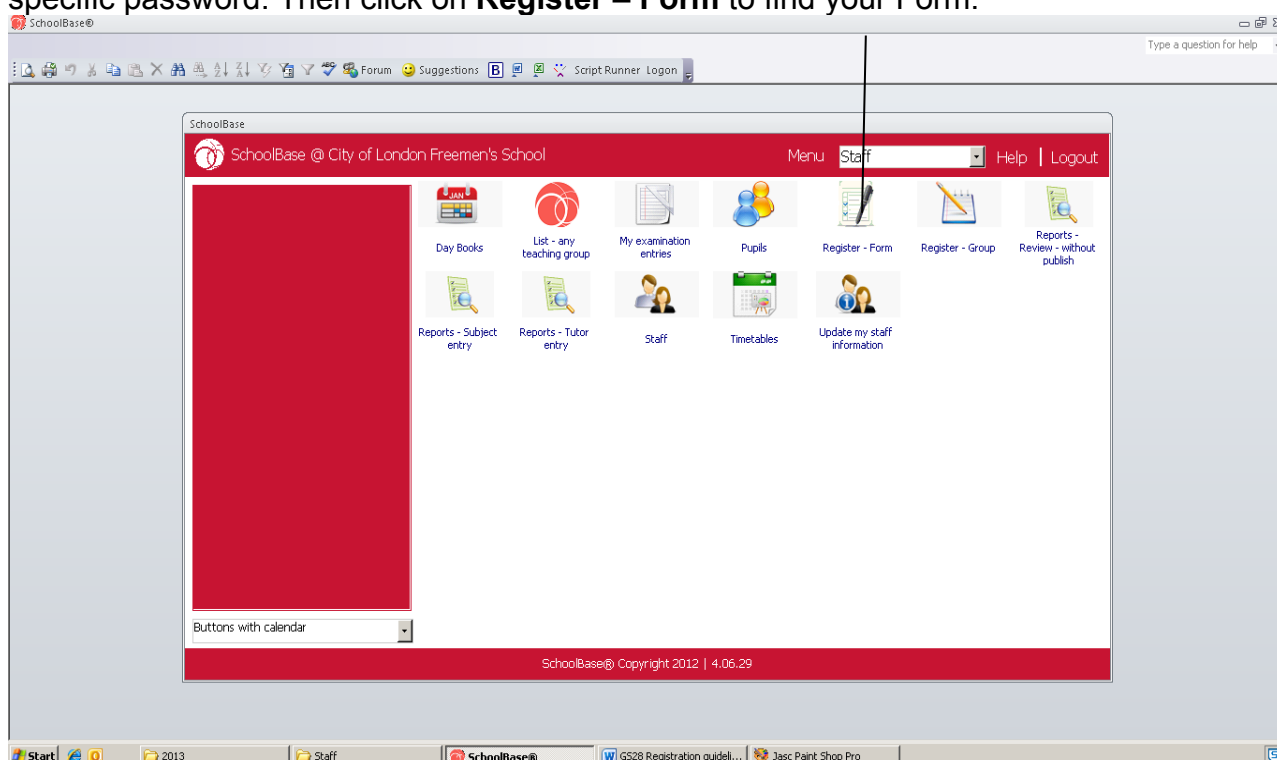 specific password. Then click on Register – Form to find your Form.
SchoolBase®
Type a question for help
Forum Suggestions B Script Runner Logon
SchoolBase
SchoolBase @ City of London Freemen's School Menu Staff Help | Logout
JAN
Day Books
List - any teaching group
My examination entries
Pupils
Register - Form
Register - Group
Reports - Review - without publish
Reports - Subject entry
Reports - Tutor entry
Staff
Timetables
Update my staff information
Buttons with calendar
SchoolBase® Copyright 2012 | 4.06.29
Start 2013 Staff SchoolBase® GS28 Registration guideli... Jasc Paint Shop Pro